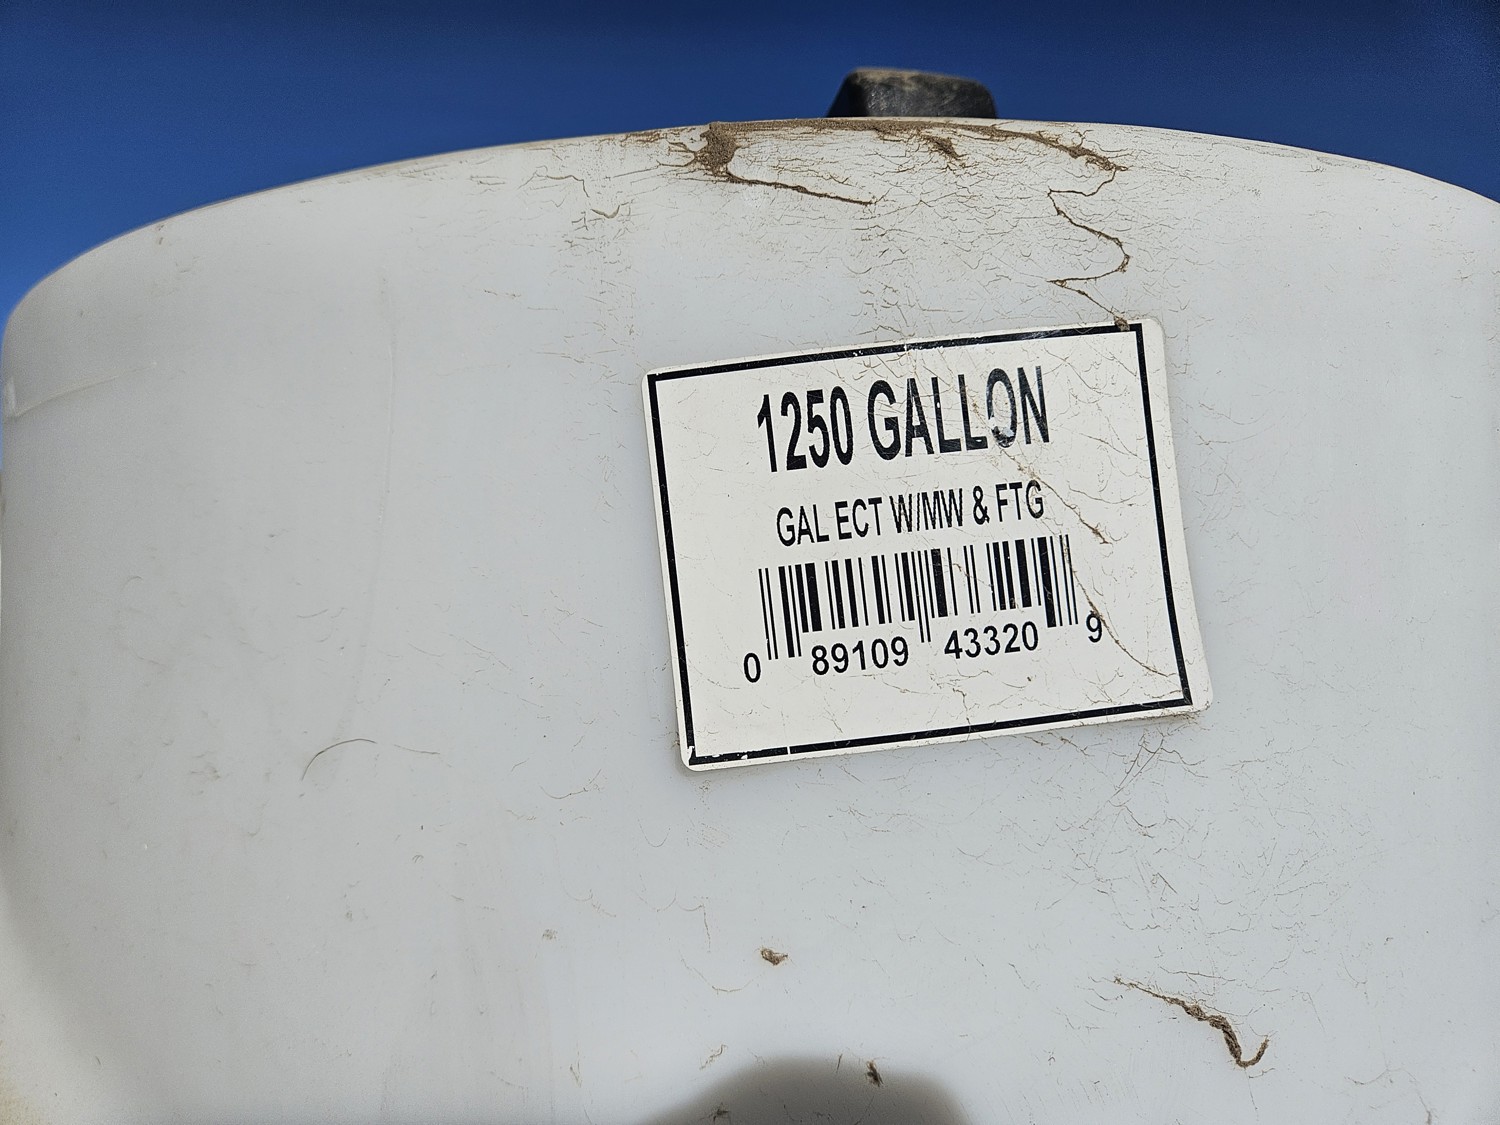 1250 GALLON
GAL ECT W/MW & FTG
0 89109 43320 9